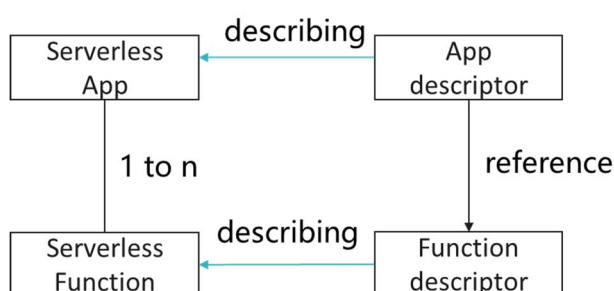 describing
Serverless
App
App
descriptor
1 to n
reference
describing
Serverless
Function
Function
descriptor